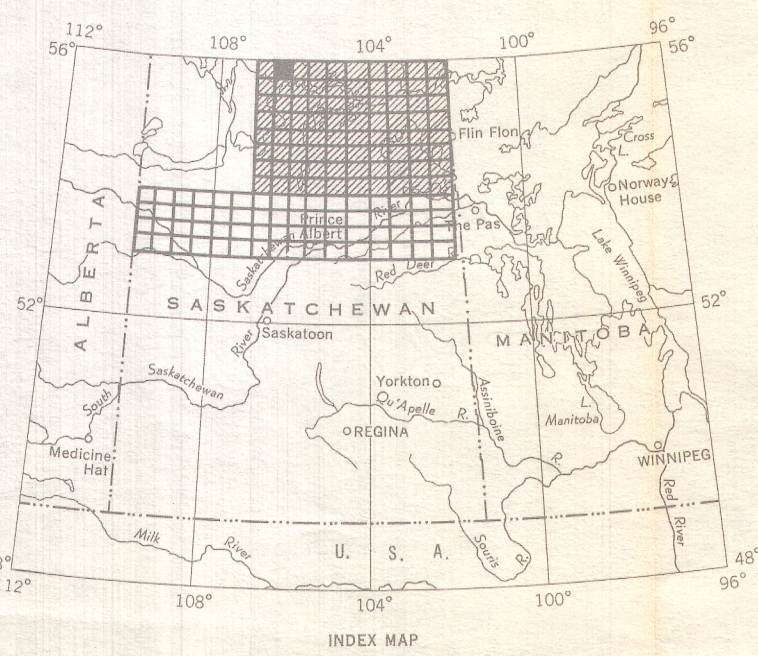 112° 108° 104° 100° 96°
56° 56°
Flin Flon
Cross
L.
Norway
House
Prince
Albert
River
Saskatchewan
The Pas
Red Deer
Lake Winnipeg
ALBERTA
52° 52°
SASKATCHEWAN
MANITOBA
Saskatoon
River
Saskatchewan
South
Yorkton
Qu'Apelle R.
Assiniboine
R.
L.
Manitoba
REGINA
Medicine
Hat
WINNIPEG
Red
River
Milk River
U. S. A.
Souris
R.
8° 48°
12° 108° 104° 100° 96°
INDEX MAP